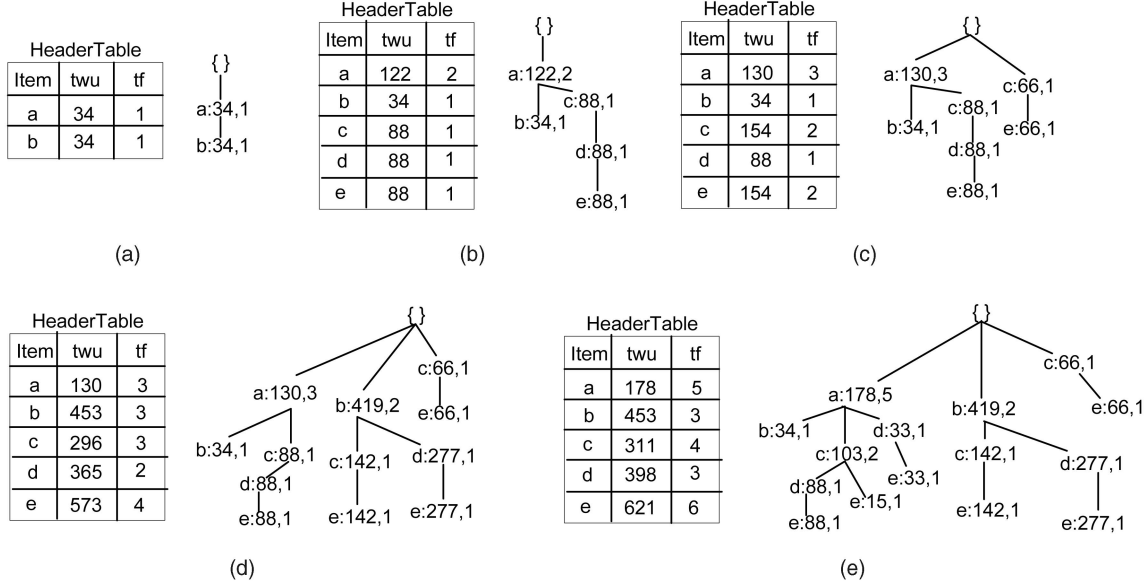 HeaderTable
Item twu tf
a 34 1
b 34 1
{}
a:34,1
b:34,1
(a)
HeaderTable
Item twu tf
a 122 2
b 34 1
c 88 1
d 88 1
e 88 1
{}
a:122,2
c:88,1
b:34,1
d:88,1
e:88,1
(b)
HeaderTable
Item twu tf
a 130 3
b 34 1
c 154 2
d 88 1
e 154 2
{}
a:130,3
c:66,1
c:88,1
b:34,1 e:66,1
d:88,1
e:88,1
(c)
HeaderTable
Item twu tf
a 130 3
b 453 3
c 296 3
d 365 2
e 573 4
{}
c:66,1
a:130,3
b:419,2 e:66,1
b:34,1 c:88,1 c:142,1 d:277,1
d:88,1
e:88,1 e:142,1 e:277,1
(d)
HeaderTable
Item twu tf
a 178 5
b 453 3
c 311 4
d 398 3
e 621 6
{}
c:66,1
a:178,5
b:419,2 e:66,1
b:34,1 d:33,1
c:103,2 c:142,1 d:277,1
e:33,1
d:88,1 e:15,1
e:88,1 e:142,1 e:277,1
(e)